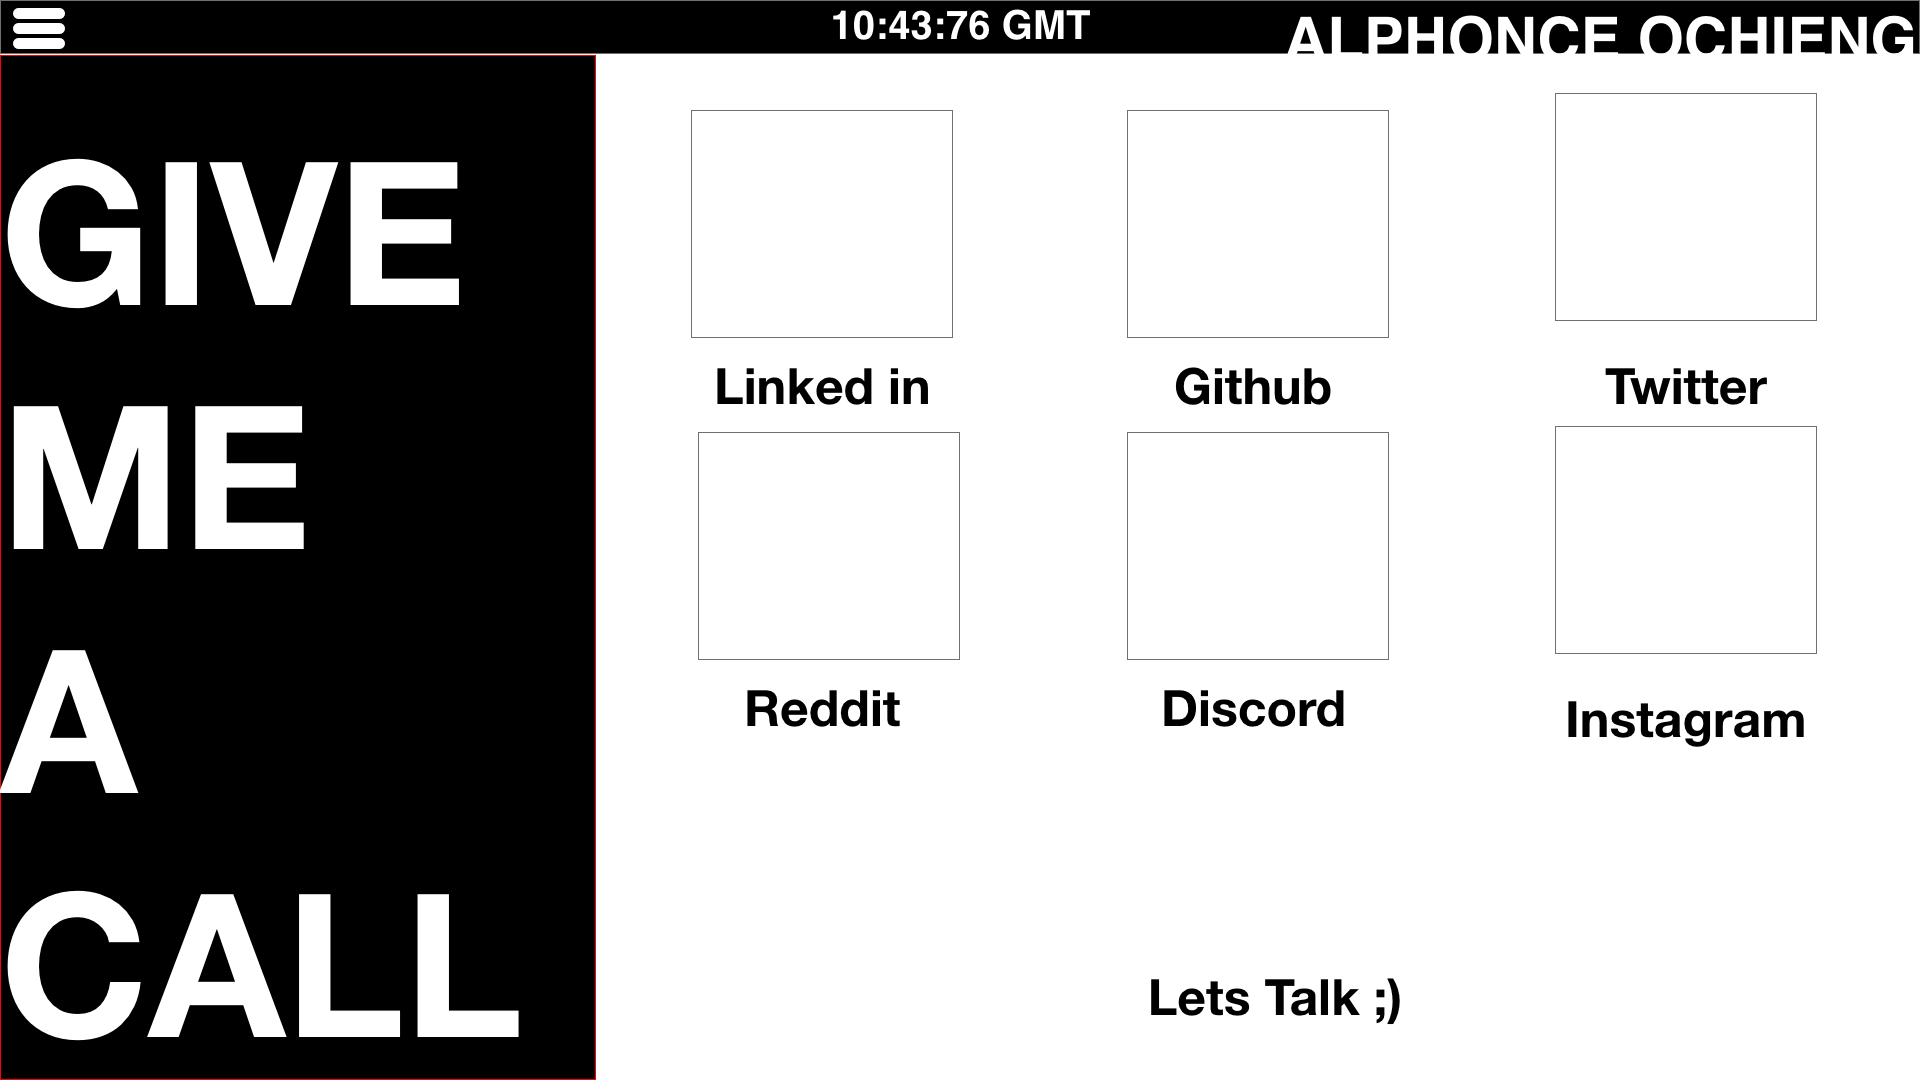 10:43:76 GMT
ALPHONCE OCHIENG
GIVE
ME
A
CALL
Linked in
Github
Twitter
Reddit
Discord
Instagram
Lets Talk ;)